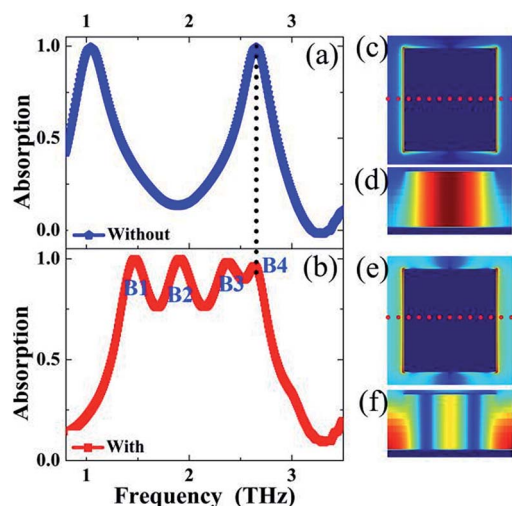 1 2 3
1.0 (a) (c)
0.5
Absorption
0.0
Without (d)
1.0 (b) B4 (e)
B1 B2 B3
0.5
Absorption
(f)
0.0
With
1 2 3
Frequency (THz)